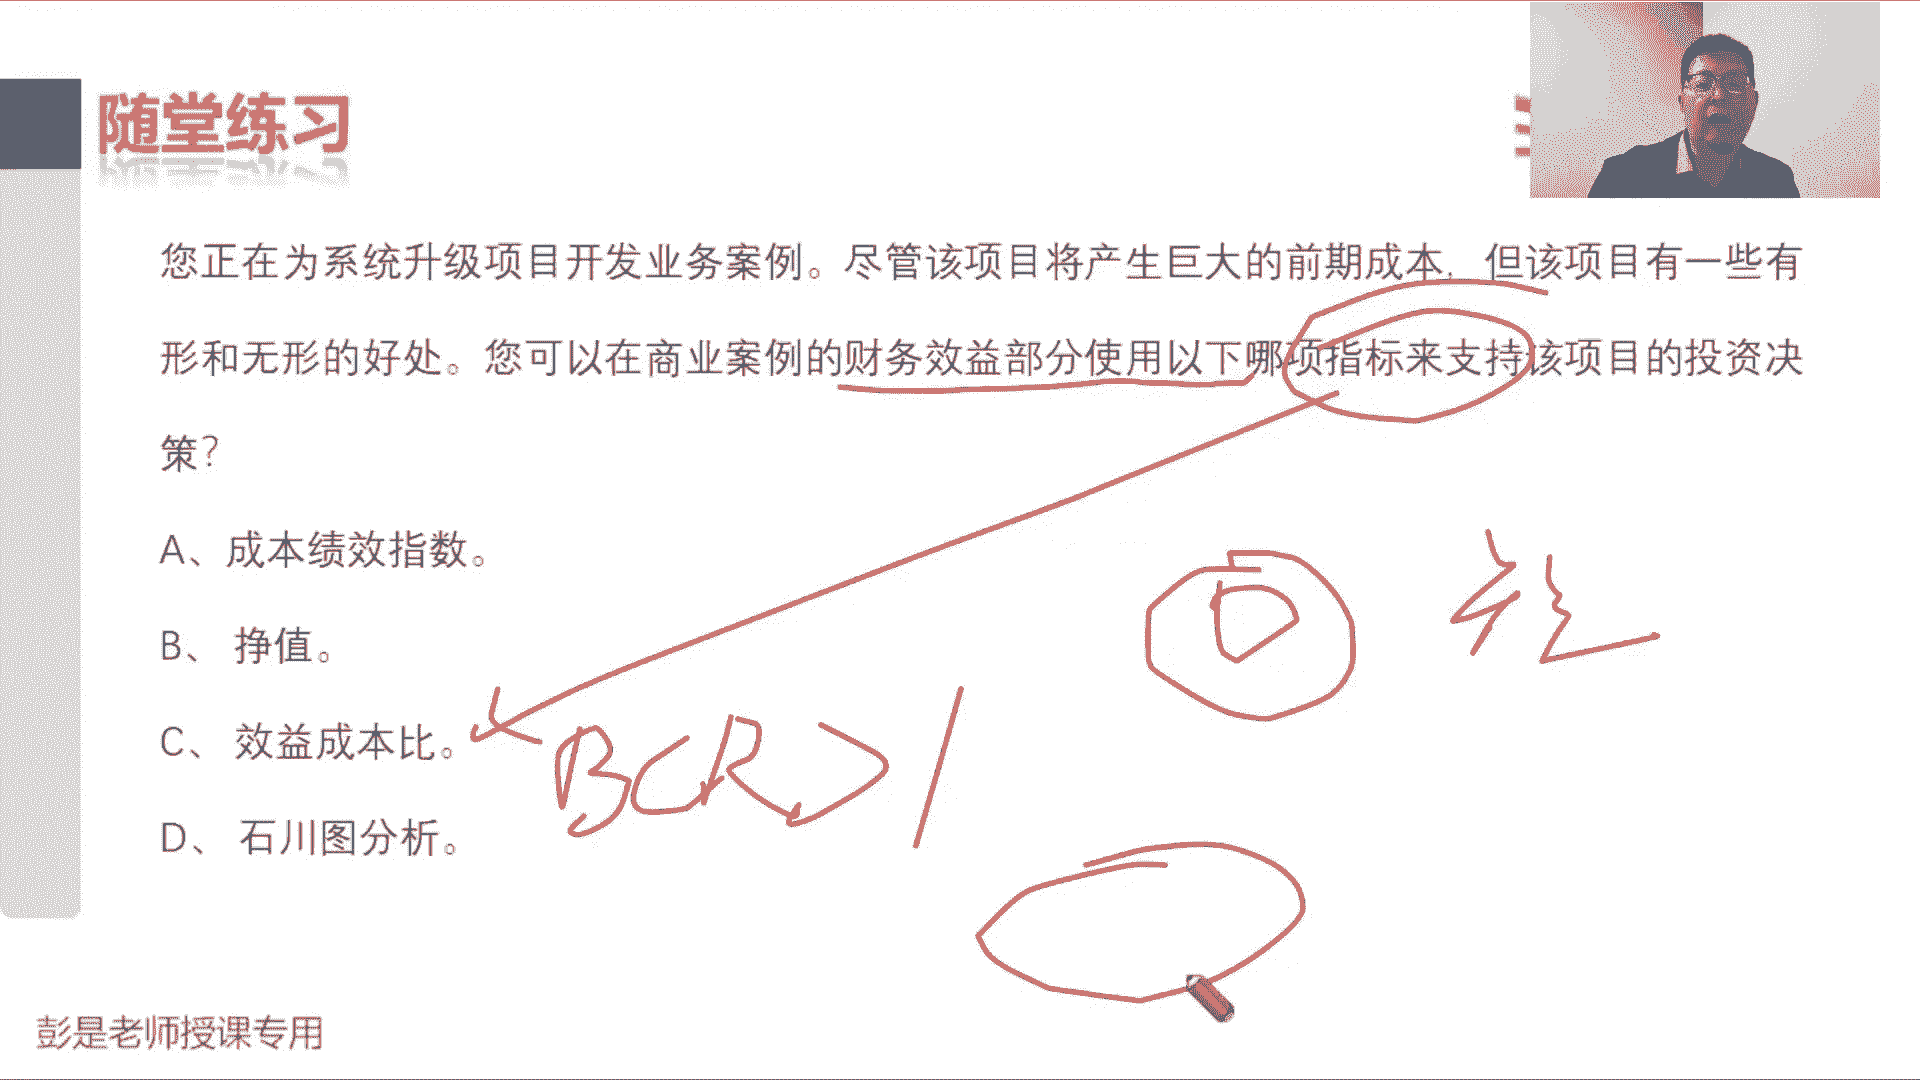 随堂练习
您正在为系统升级项目开发业务案例。尽管该项目将产生巨大的前期成本，但该项目有一些有
形和无形的好处。您可以在商业案例的财务效益部分使用以下哪项指标来支持该项目的投资决
策？
A、成本绩效指数。
B、 挣值。
C、 效益成本比。
BCR>1
D、 石川图分析。
彭是老师授课专用